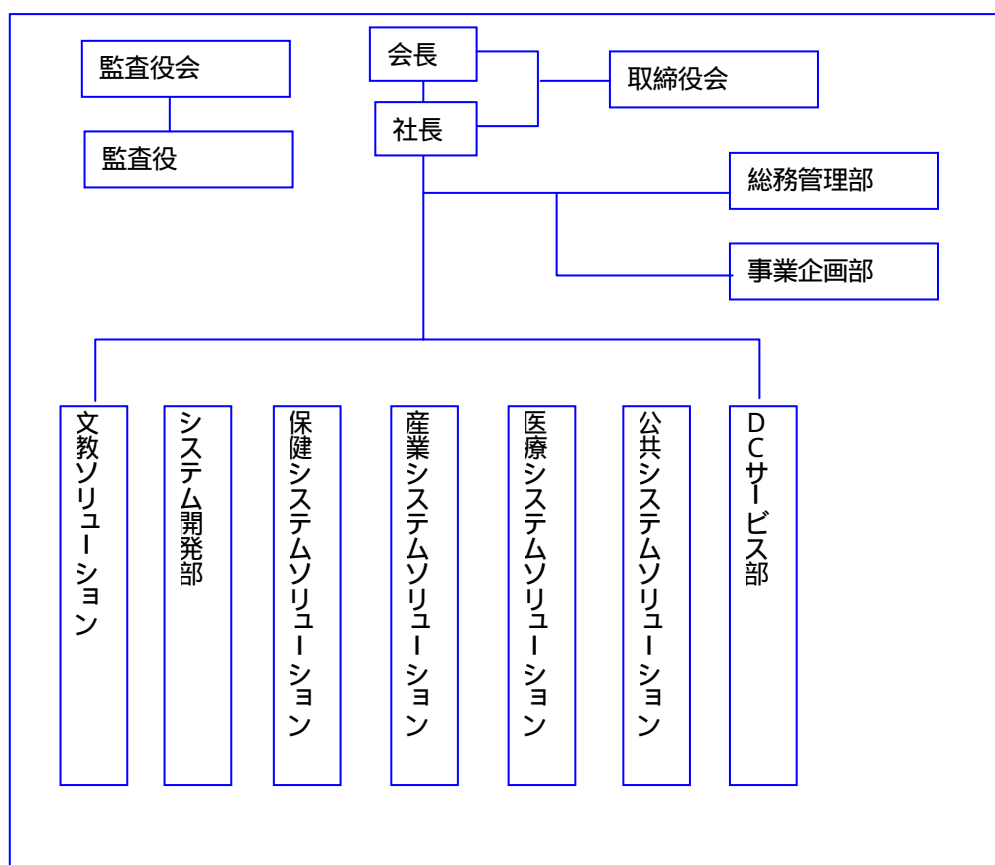 監査役会
会長
取締役会
監査役
社長
総務管理部
事業企画部
文教ソリューション
システム開発部
保健システムソリューション
産業システムソリューション
医療システムソリューション
公共システムソリューション
DCサービス部